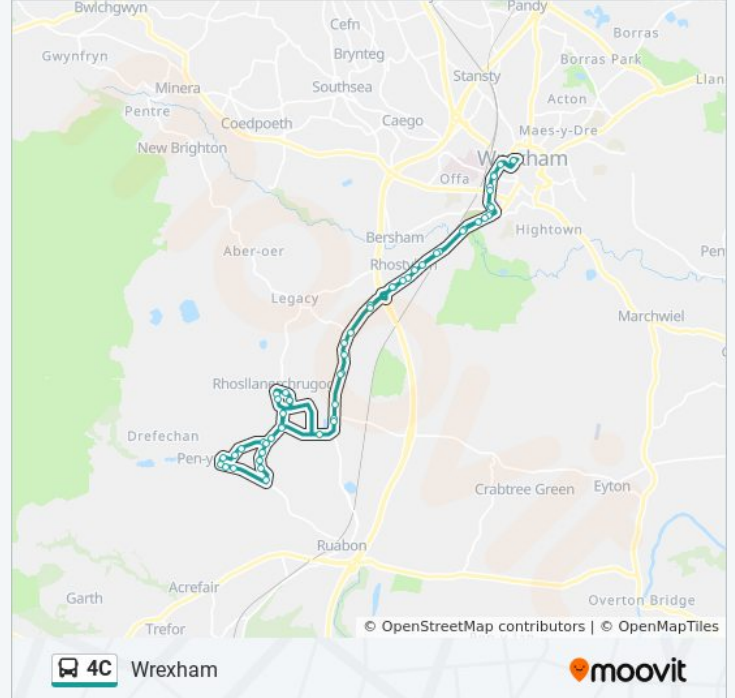 Bwlchgwyn
Pandy
Cefn
Borras
Brynteg
Gwynfryn
Borras Park
Stansty
Minera
Southsea
Llan
Acton
Pentre
Coedpoeth
Caego
Maes-y-Dre
New Brighton
Wrexham
Offa
Hightown
Bersham
Aber-oer
Pen
Legacy
Marchwiel
Drefechan
Crabtree Green
Eyton
Ruabon
Acrefair
Garth
Overton Bridge
Trefor
© OpenStreetMap contributors | © OpenMapTiles
4C Wrexham
moovit